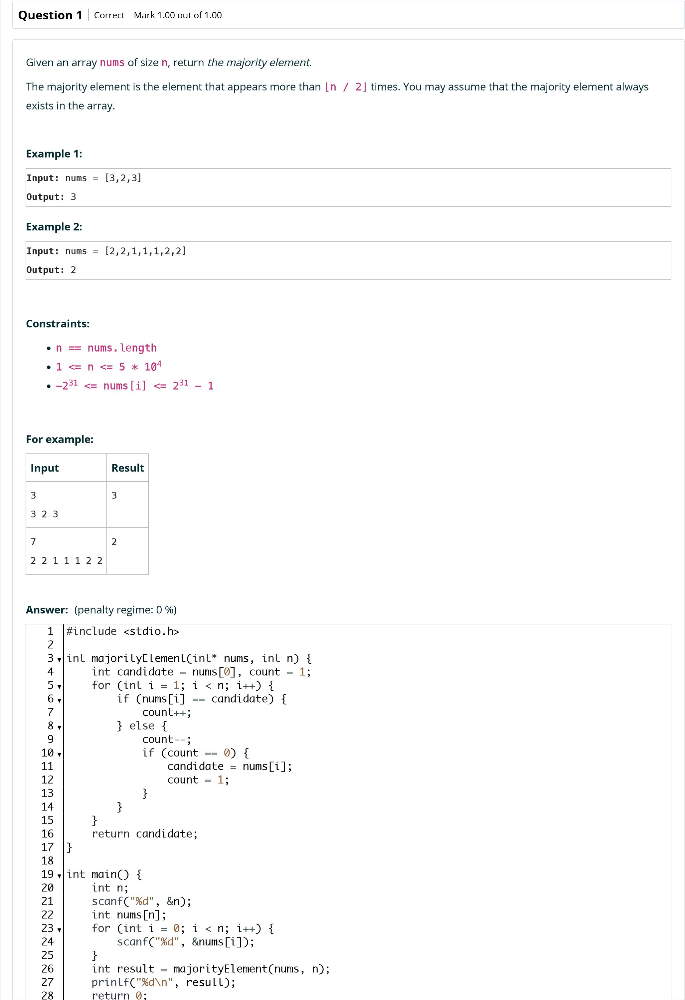 Question 1 Correct Mark 1.00 out of 1.00
Given an array nums of size n, return the majority element.
The majority element is the element that appears more than ⌊n / 2⌋ times. You may assume that the majority element always
exists in the array.
Example 1:
Input: nums = [3,2,3]
Output: 3
Example 2:
Input: nums = [2,2,1,1,1,2,2]
Output: 2
Constraints:
• n == nums.length
• 1 <= n <= 5 * 10⁴
• -2³¹ <= nums[i] <= 2³¹ - 1
For example:
Input Result
3 3
3 2 3
7 2
2 2 1 1 1 2 2
Answer: (penalty regime: 0 %)
1 #include <stdio.h>
2
3 ▾ int majorityElement(int* nums, int n) {
4     int candidate = nums[0], count = 1;
5 ▾     for (int i = 1; i < n; i++) {
6 ▾         if (nums[i] == candidate) {
7             count++;
8 ▾         } else {
9             count--;
10 ▾             if (count == 0) {
11                 candidate = nums[i];
12                 count = 1;
13             }
14         }
15     }
16     return candidate;
17 }
18
19 ▾ int main() {
20     int n;
21     scanf("%d", &n);
22     int nums[n];
23 ▾     for (int i = 0; i < n; i++) {
24         scanf("%d", &nums[i]);
25     }
26     int result = majorityElement(nums, n);
27     printf("%d\n", result);
28     return 0;